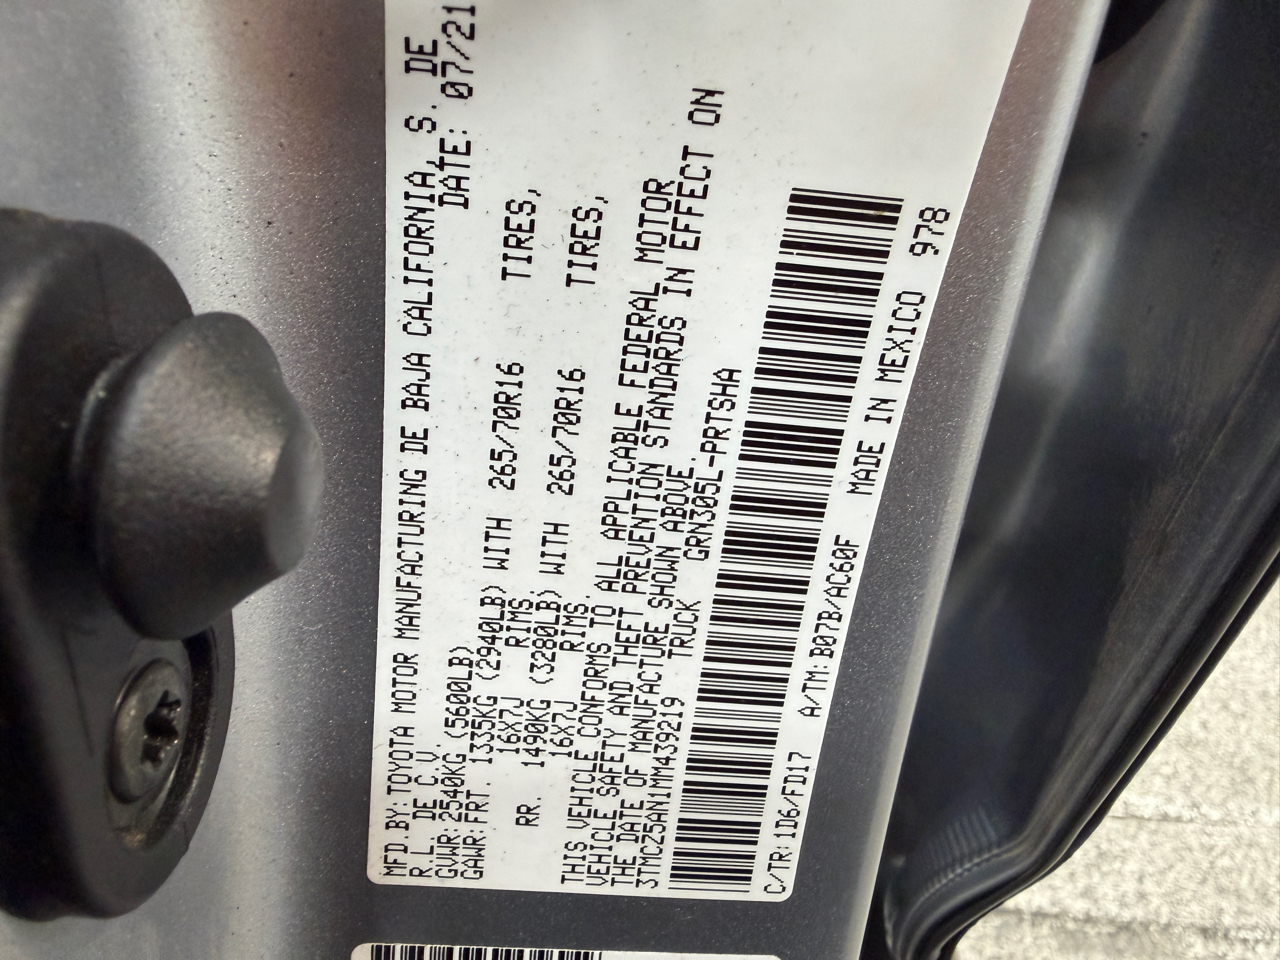 MFD.BY: TOYOTA MOTOR MANUFACTURING DE BAJA CALIFORNIA, S. DE
R.L. DE C.V. DATE: 07/21
GVWR: 2540KG (5600LB)
GAWR: FRT. 1335KG (2940LB) WITH 265/70R16 TIRES,
16X7J RIMS
RR. 1490KG (3280LB) WITH 265/70R16 TIRES,
16X7J RIMS.
THIS VEHICLE CONFORMS TO ALL APPLICABLE FEDERAL MOTOR
VEHICLE SAFETY AND THEFT PREVENTION STANDARDS IN EFFECT ON
THE DATE OF MANUFACTURE SHOWN ABOVE.
3TMCZ5AN1MM439219 TRUCK GRN305L-PRTSHA
C/TR: 1D6/FD17 A/TM: B07B/AC60F MADE IN MEXICO 978